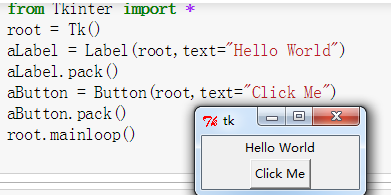 from Tkinter import *
root = Tk()
aLabel = Label(root,text="Hello World")
aLabel.pack()
aButton = Button(root,text="Click Me")
aButton.pack()
root.mainloop()
tk
Hello World
Click Me